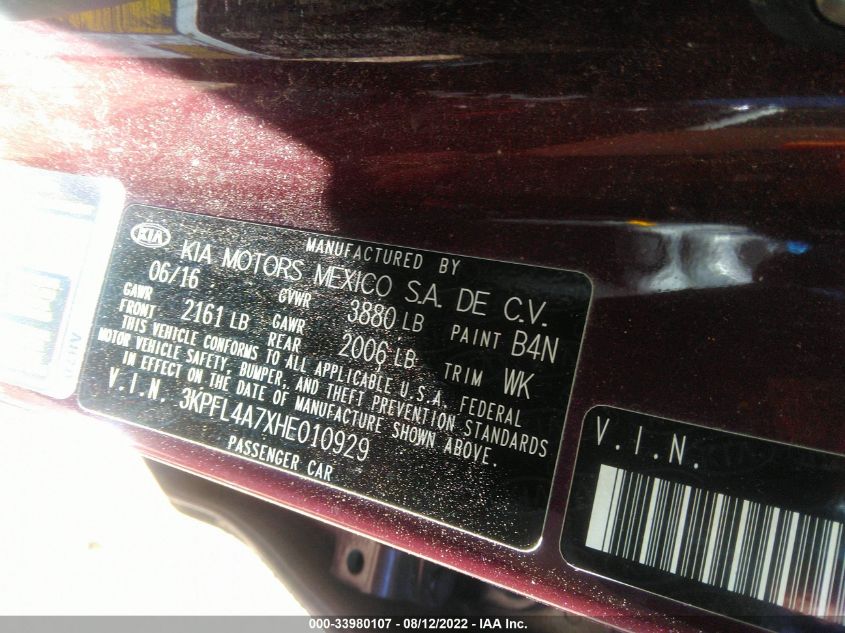 KIA
MANUFACTURED BY
KIA MOTORS MEXICO S.A. DE C.V.
06/16 GVWR 3880 LB PAINT B4N
GAWR FRONT 2161 LB GAWR REAR 2006 LB TRIM WK
THIS VEHICLE CONFORMS TO ALL APPLICABLE U.S.A. FEDERAL
MOTOR VEHICLE SAFETY, BUMPER, AND THEFT PREVENTION STANDARDS
IN EFFECT ON THE DATE OF MANUFACTURE SHOWN ABOVE.
V.I.N. 3KPFL4A7XHE010929
PASSENGER CAR
V.I.N.
000-33980107 - 08/12/2022 - IAA Inc.